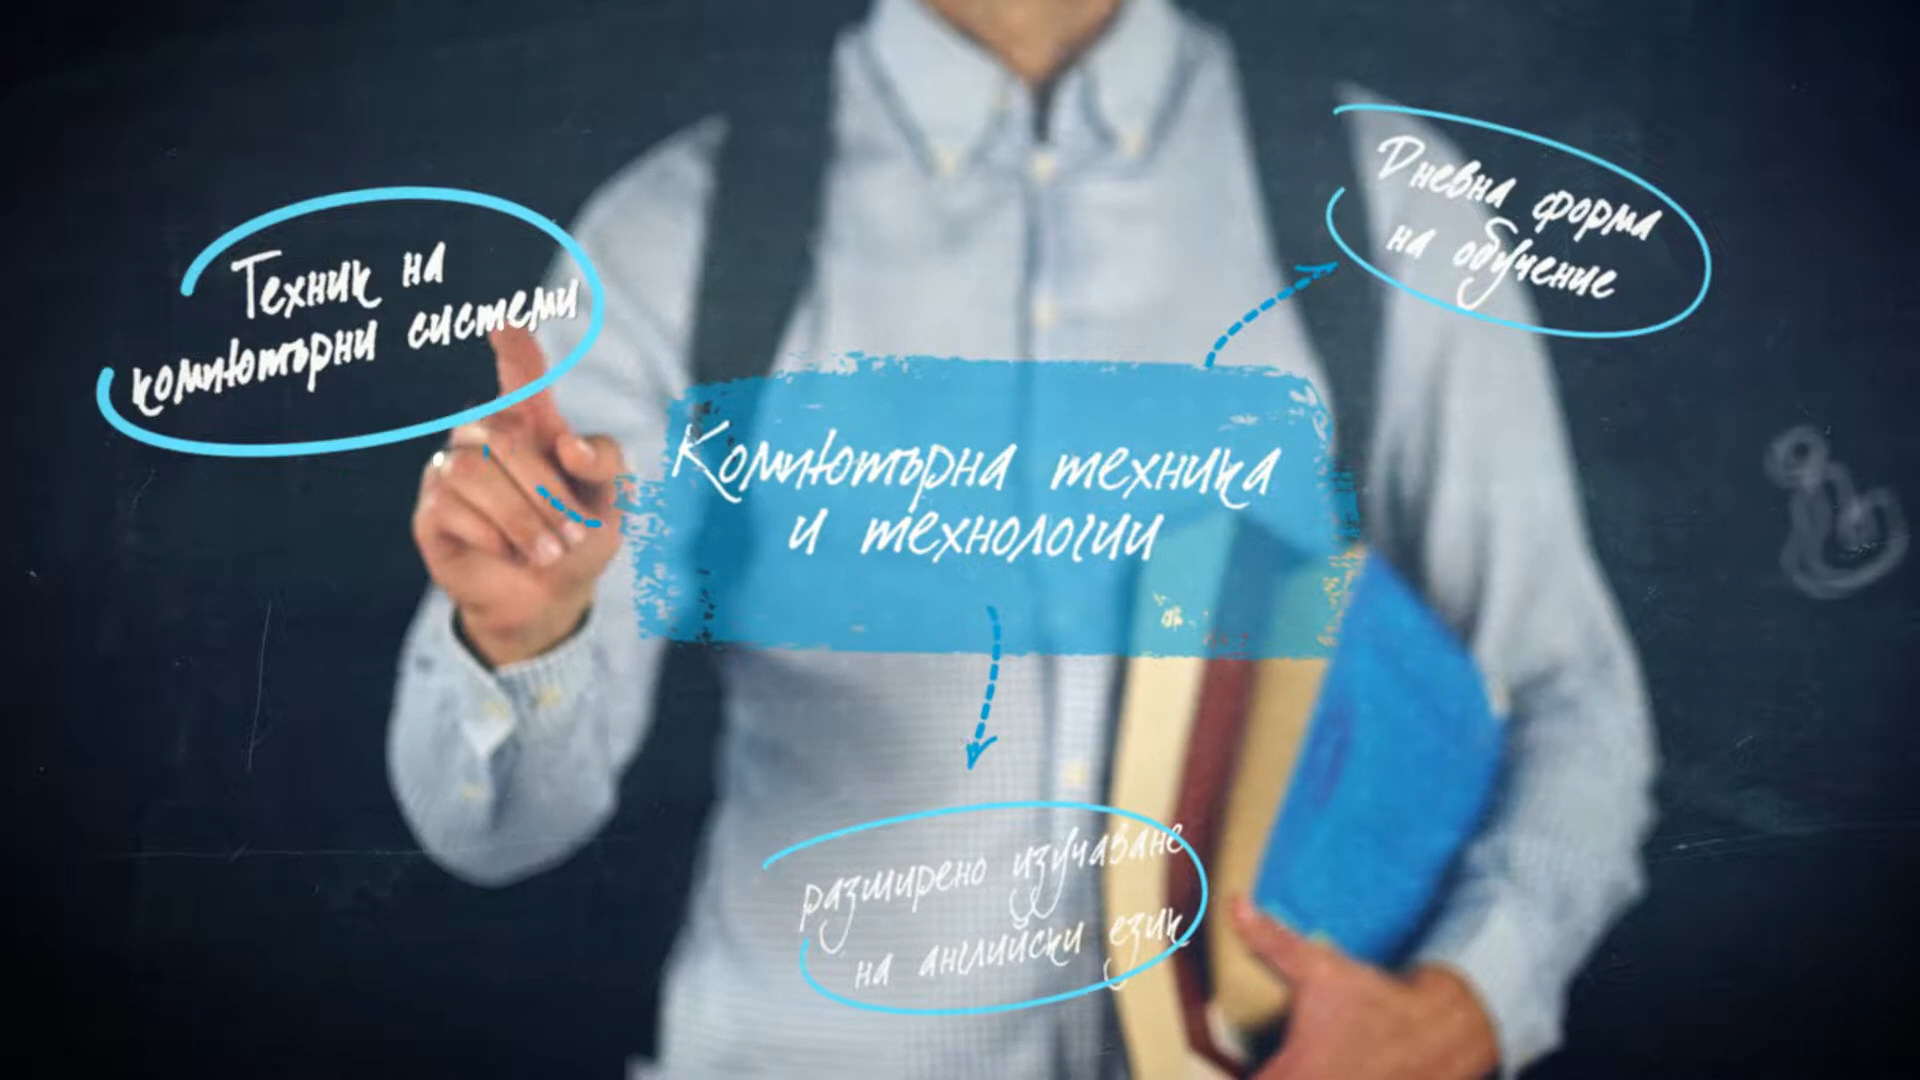 Техник на
компютърни системи
Дневна форма
на обучение
Компютърна техника
и технологии
разширено изучаване
на английски език